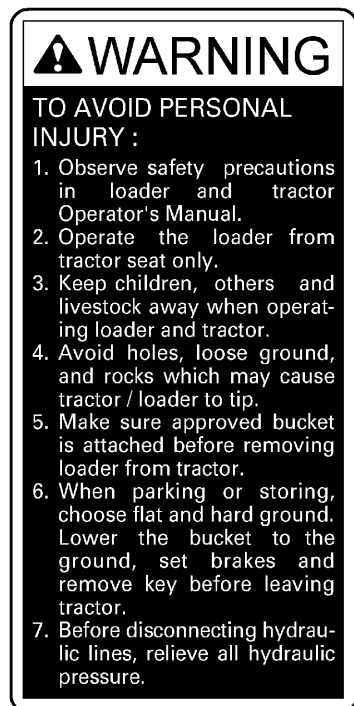 WARNING
TO AVOID PERSONAL
INJURY :
1. Observe safety precautions
in loader and tractor
Operator's Manual.
2. Operate the loader from
tractor seat only.
3. Keep children, others and
livestock away when operat-
ing loader and tractor.
4. Avoid holes, loose ground,
and rocks which may cause
tractor / loader to tip.
5. Make sure approved bucket
is attached before removing
loader from tractor.
6. When parking or storing,
choose flat and hard ground.
Lower the bucket to the
ground, set brakes and
remove key before leaving
tractor.
7. Before disconnecting hydrau-
lic lines, relieve all hydraulic
pressure.